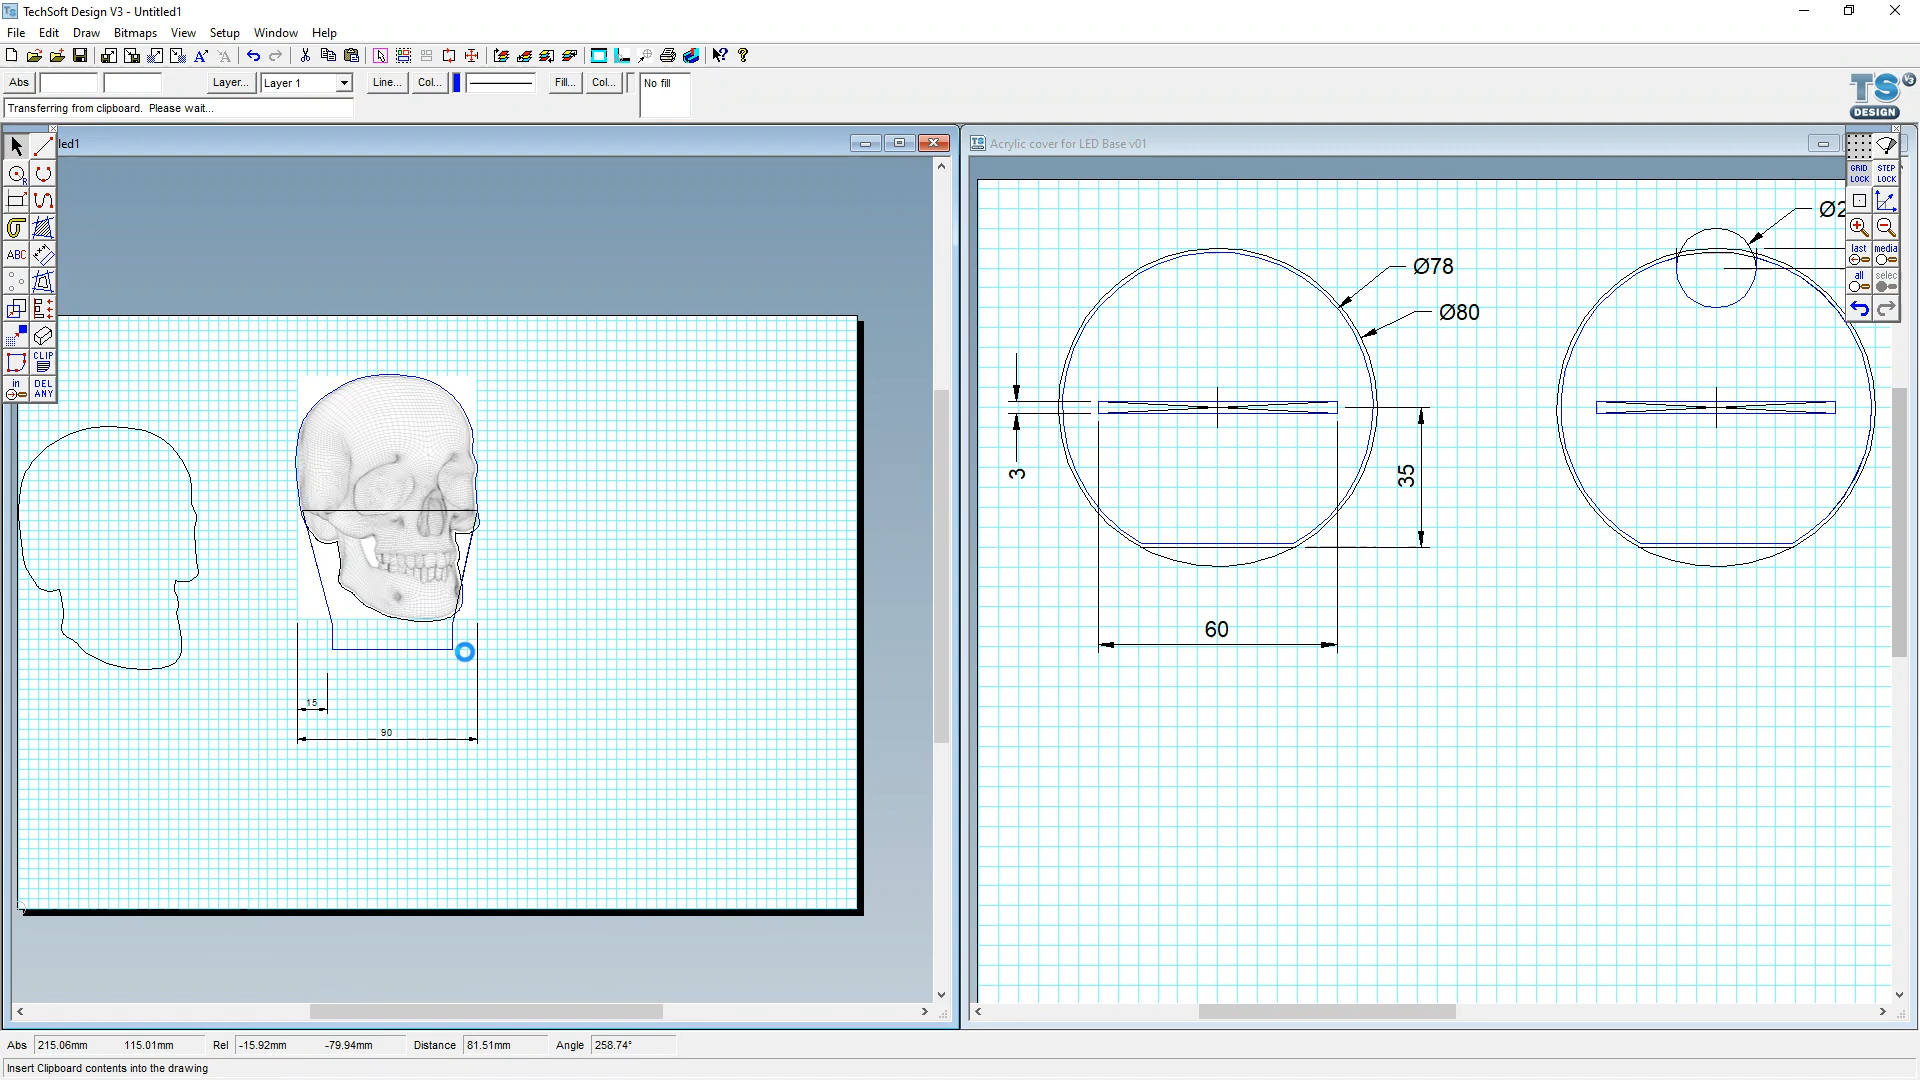 TS TechSoft Design V3 - Untitled1
File Edit Draw Bitmaps View Setup Window Help
Abs Layer... Layer 1 Line... Col... Fill... Col... No fill
Transferring from clipboard. Please wait...
TS V3
DESIGN
led1
TS Acrylic cover for LED Base v01
ABC
CLIP
in DEL ANY
GRID LOCK STEP LOCK
last media
all selec
Ø2
Ø78
Ø80
3
35
60
15
90
Abs 215.06mm 115.01mm Rel -15.92mm -79.94mm Distance 81.51mm Angle 258.74°
Insert Clipboard contents into the drawing